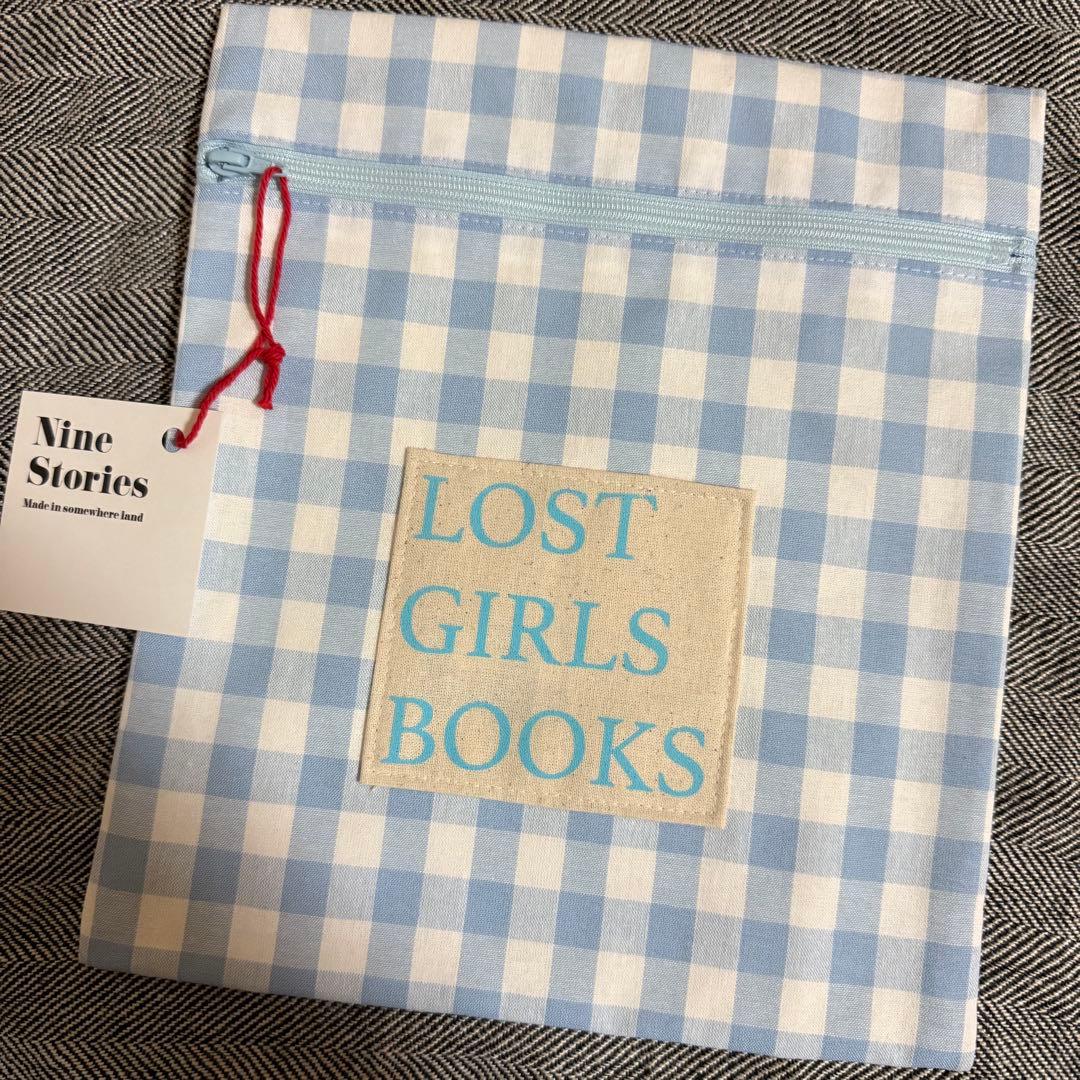 Nine
Stories
Made in somewhere land
LOST
GIRLS
BOOKS